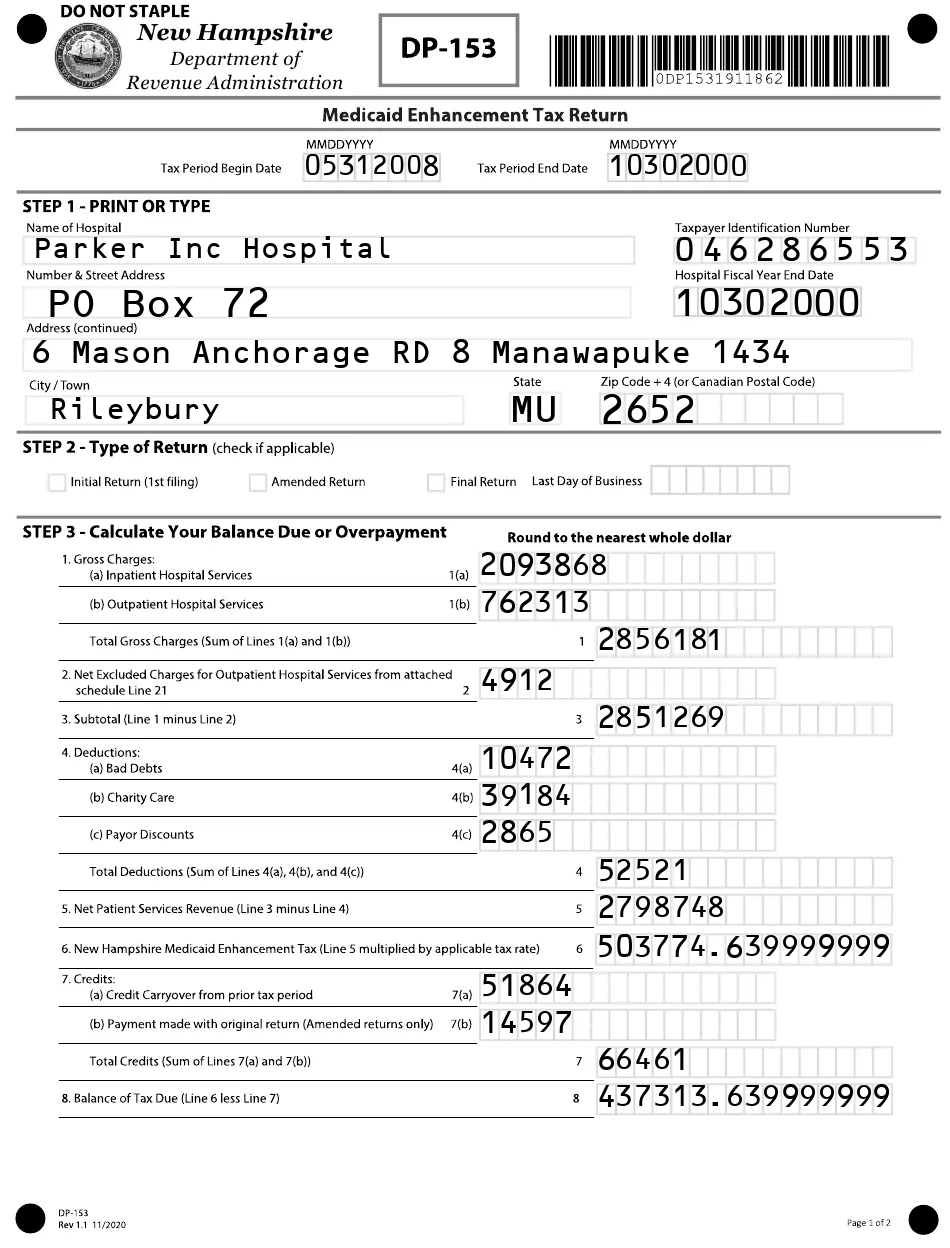 DO NOT STAPLE
New Hampshire
Department of
Revenue Administration
DP-153
0DP1531911862
Medicaid Enhancement Tax Return
MMDDYYYY MMDDYYYY
Tax Period Begin Date 05312008 Tax Period End Date 10302000
STEP 1 - PRINT OR TYPE
Name of Hospital Taxpayer Identification Number
Parker Inc Hospital 046286553
Number & Street Address Hospital Fiscal Year End Date
PO Box 72 10302000
Address (continued)
6 Mason Anchorage RD 8 Manawapuke 1434
City / Town State Zip Code + 4 (or Canadian Postal Code)
Rileybury MU 2652
STEP 2 - Type of Return (check if applicable)
Initial Return (1st filing) Amended Return Final Return Last Day of Business
STEP 3 - Calculate Your Balance Due or Overpayment Round to the nearest whole dollar
1. Gross Charges:
(a) Inpatient Hospital Services 1(a) 2093868
(b) Outpatient Hospital Services 1(b) 762313
Total Gross Charges (Sum of Lines 1(a) and 1(b)) 1 2856181
2. Net Excluded Charges for Outpatient Hospital Services from attached
schedule Line 21 2 4912
3. Subtotal (Line 1 minus Line 2) 3 2851269
4. Deductions:
(a) Bad Debts 4(a) 10472
(b) Charity Care 4(b) 39184
(c) Payor Discounts 4(c) 2865
Total Deductions (Sum of Lines 4(a), 4(b), and 4(c)) 4 52521
5. Net Patient Services Revenue (Line 3 minus Line 4) 5 2798748
6. New Hampshire Medicaid Enhancement Tax (Line 5 multiplied by applicable tax rate) 6 503774.639999999
7. Credits:
(a) Credit Carryover from prior tax period 7(a) 51864
(b) Payment made with original return (Amended returns only) 7(b) 14597
Total Credits (Sum of Lines 7(a) and 7(b)) 7 66461
8. Balance of Tax Due (Line 6 less Line 7) 8 437313.639999999
DP-153
Rev 1.1 11/2020
Page 1 of 2